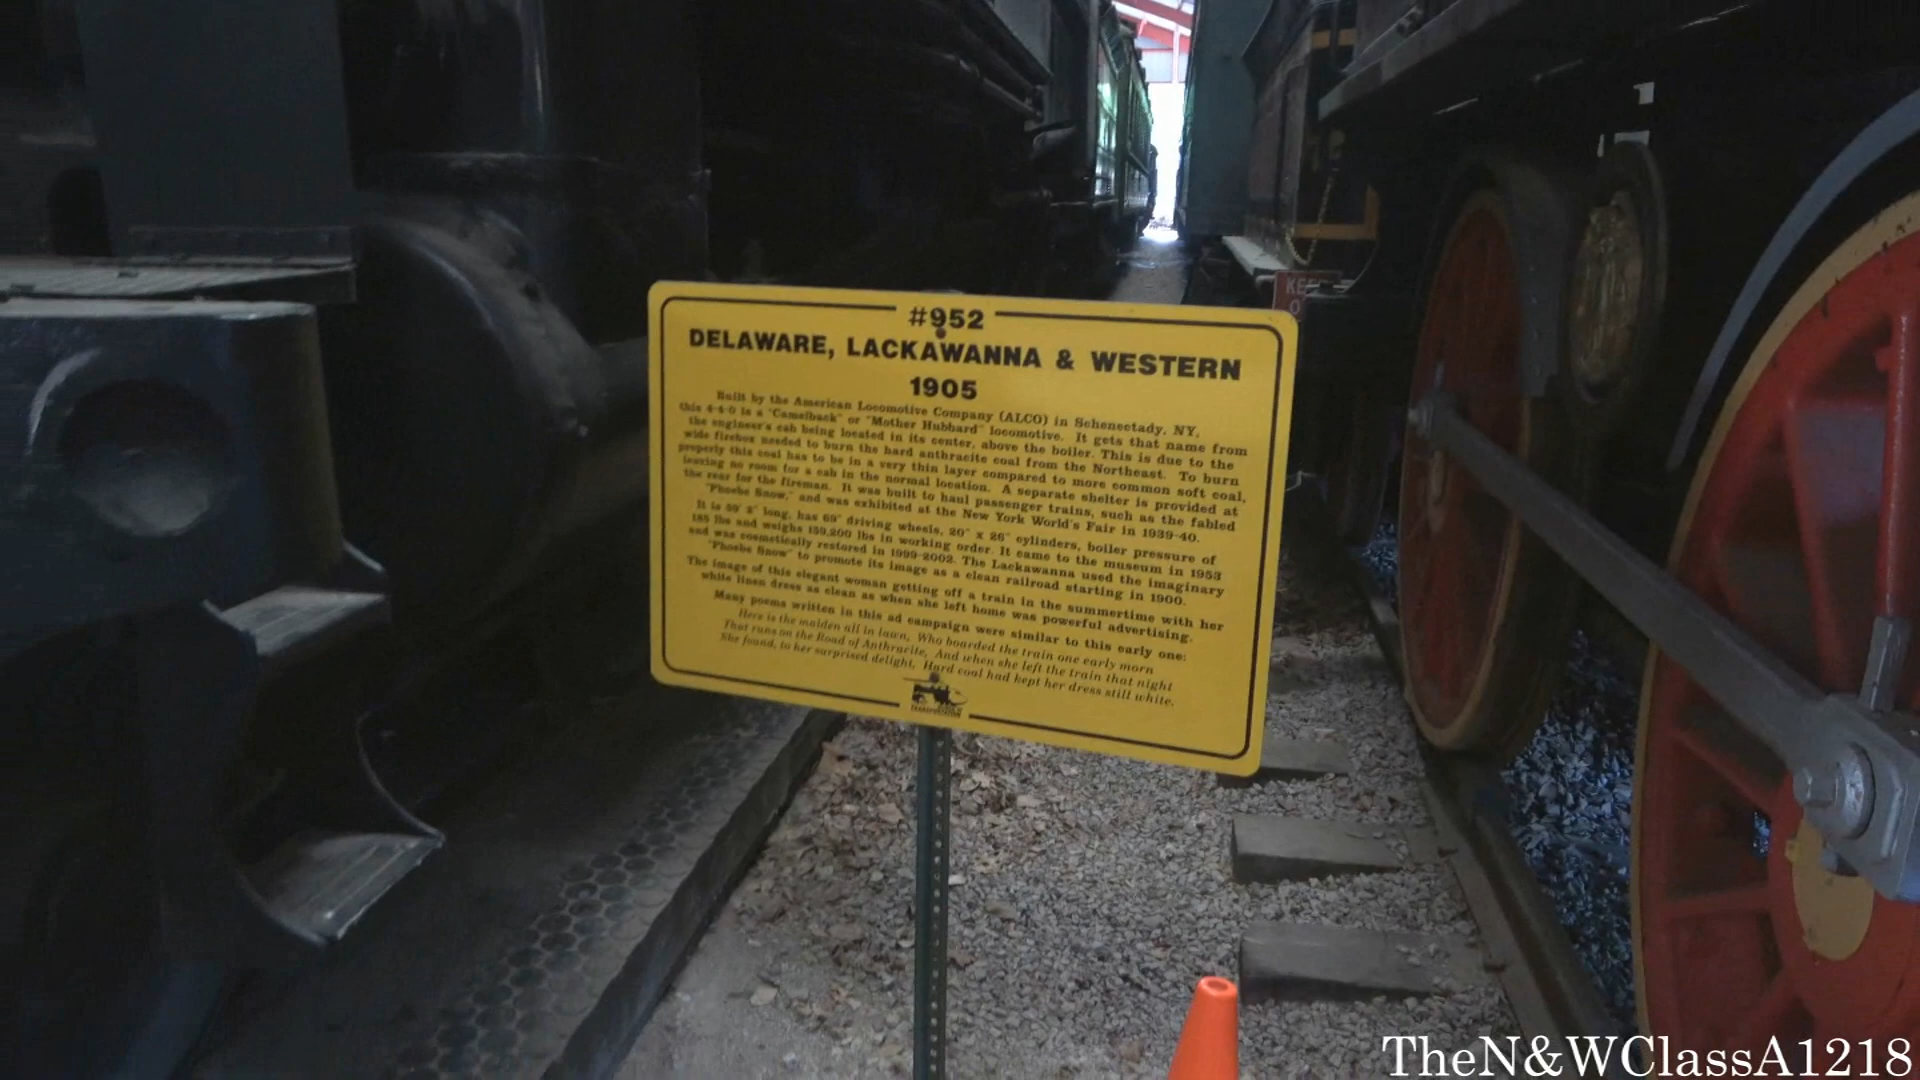 #952
DELAWARE, LACKAWANNA & WESTERN
1905
Built by the American Locomotive Company (ALCO) in Schenectady, NY,
this 4-4-0 is a "Camelback" or "Mother Hubbard" locomotive. It gets that name from
the engineer's cab being located in its center, above the boiler. This is due to the
wide firebox needed to burn the hard anthracite coal from the Northeast. To burn
properly this coal has to be in a very thin layer compared to more common soft coal,
leaving no room for a cab in the normal location. A separate shelter is provided at
the rear for the fireman. It was built to haul passenger trains, such as the fabled
"Phoebe Snow," and was exhibited at the New York World's Fair in 1939-40.
It is 59' 2" long, has 69" driving wheels, 20" x 26" cylinders, boiler pressure of
185 lbs and weighs 159,200 lbs in working order. It came to the museum in 1953
and was cosmetically restored in 1999-2002. The Lackawanna used the imaginary
"Phoebe Snow" to promote its image as a clean railroad starting in 1900.
The image of this elegant woman getting off a train in the summertime with her
white linen dress as clean as when she left home was powerful advertising.
Many poems written in this ad campaign were similar to this early one:
Here is the maiden all in lawn, Who boarded the train one early morn
That runs on the Road of Anthracite, And when she left the train that night
She found, to her surprised delight, Hard coal had kept her dress still white.
TRANSPORTATION
KE
O
TheN&WClassA1218